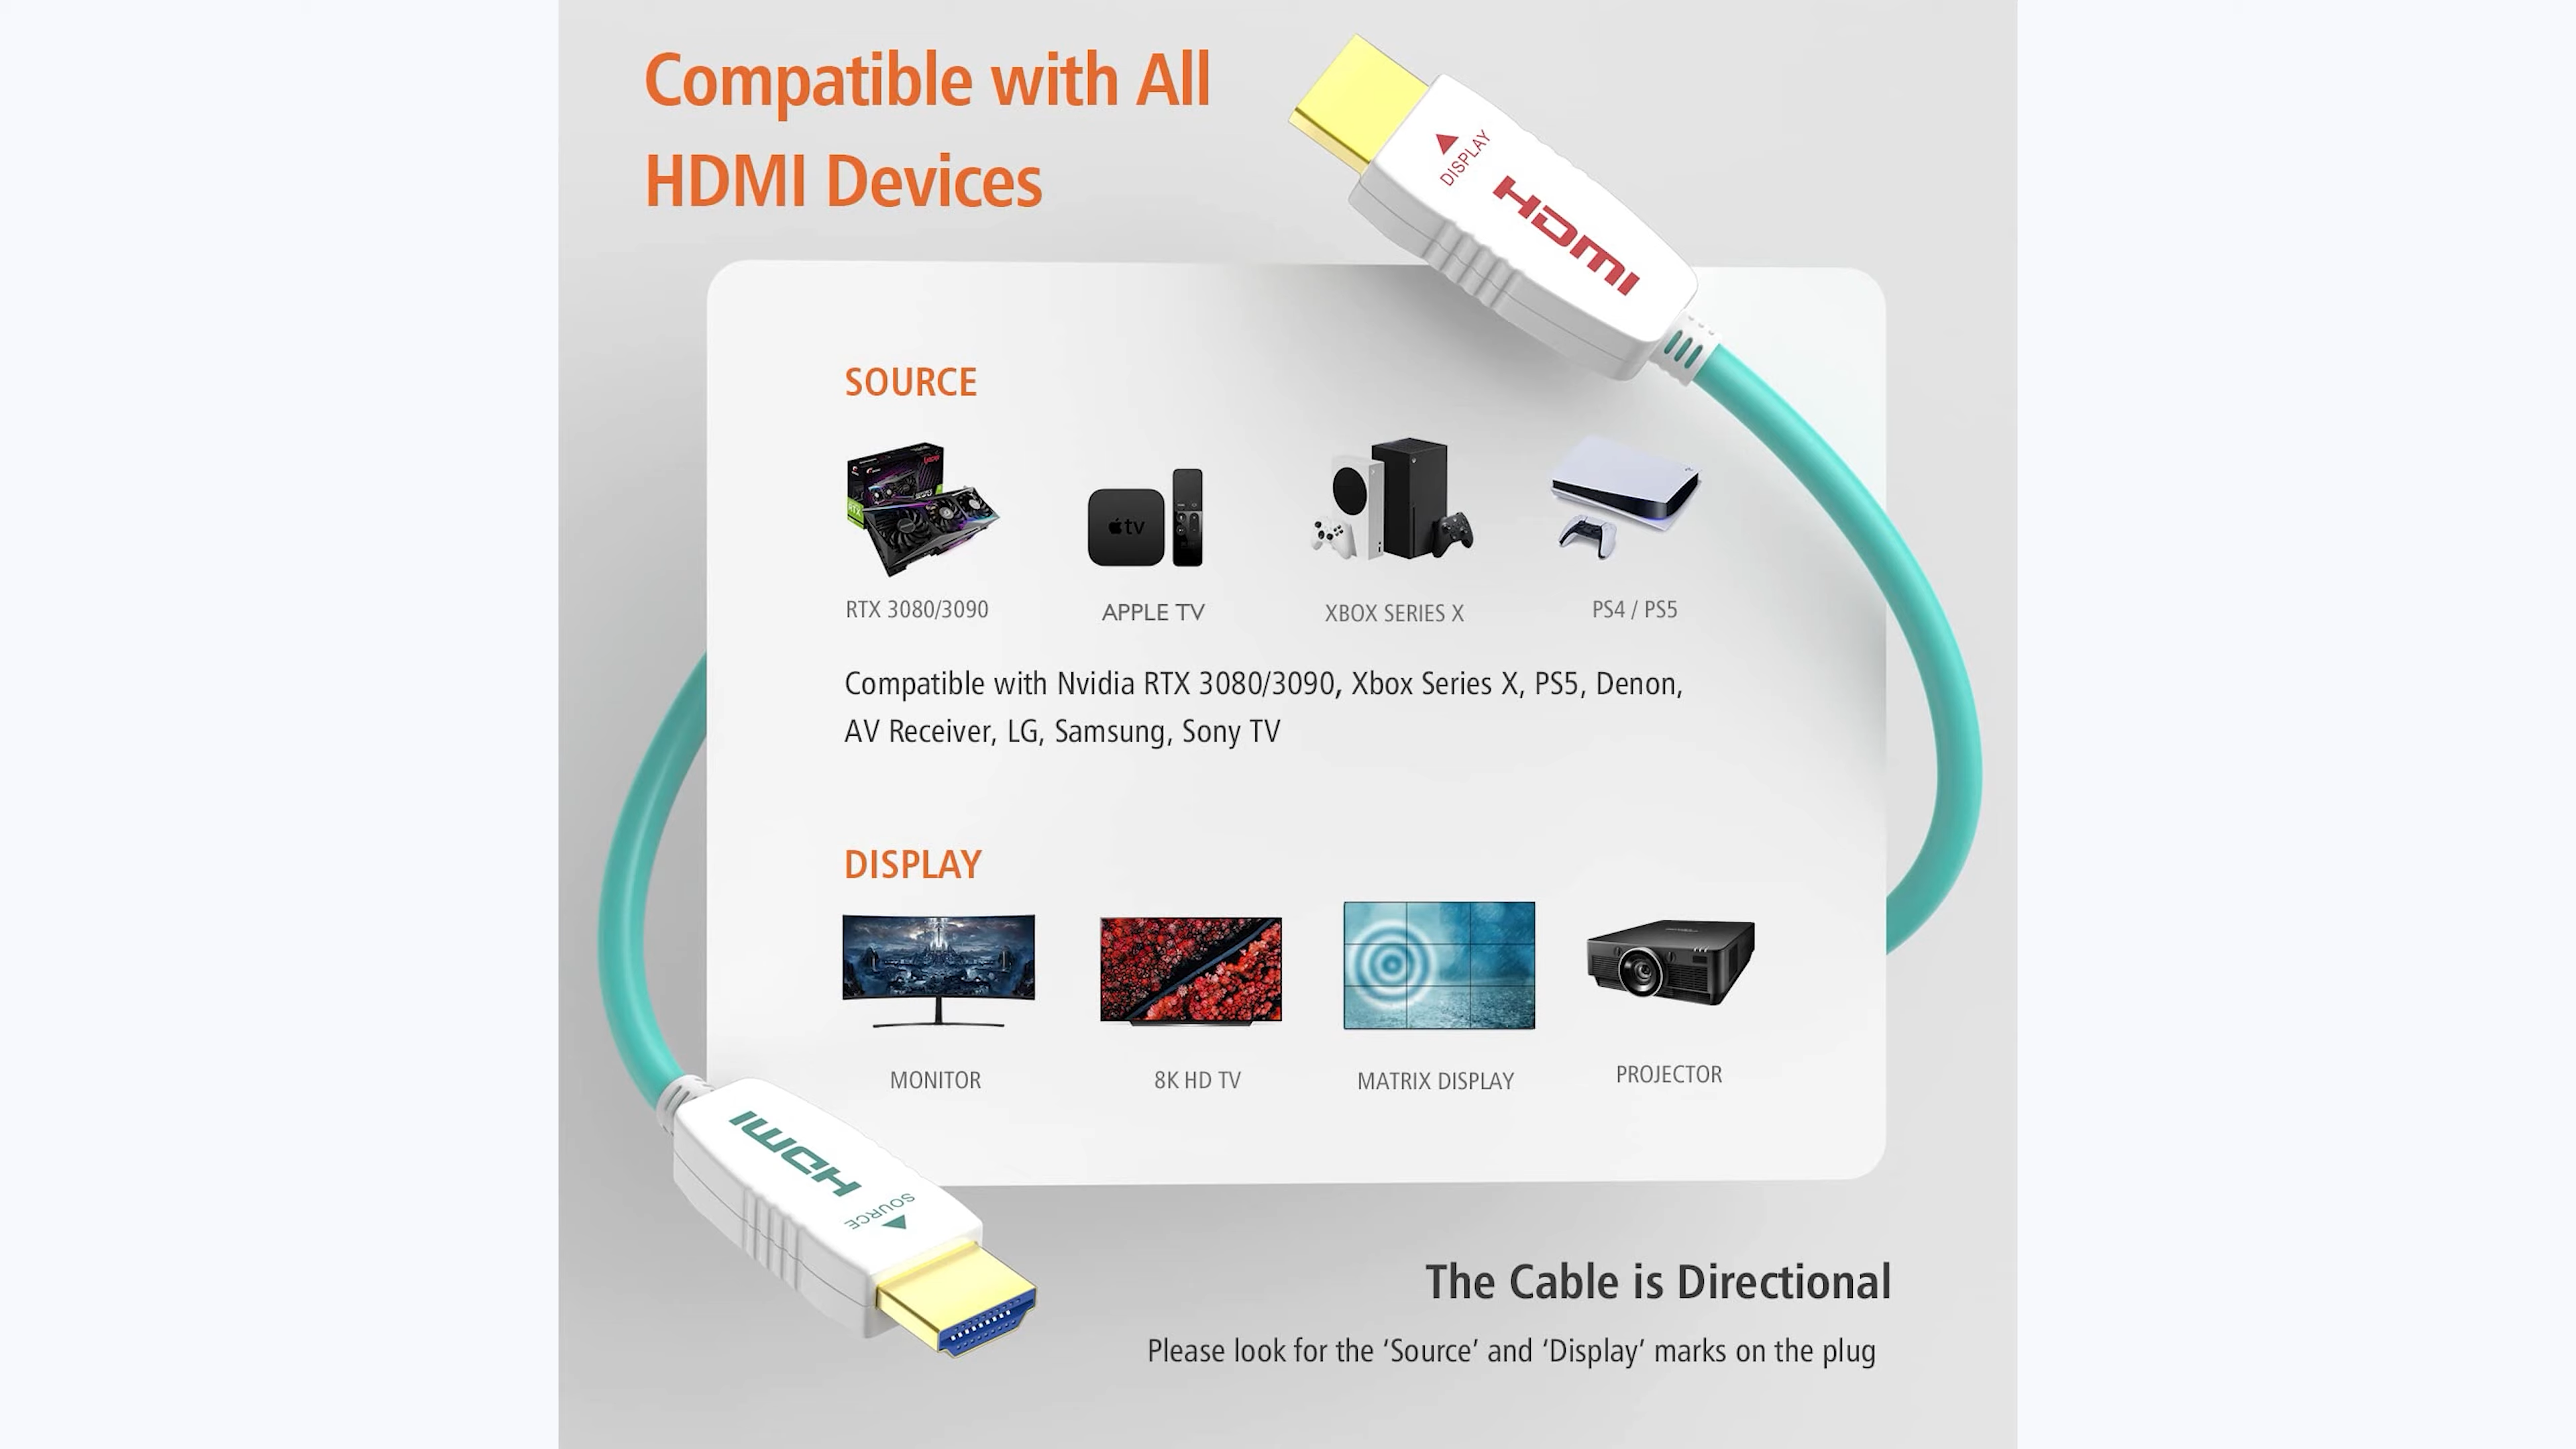 Compatible with All
HDMI Devices
DISPLAY
HDMI
SOURCE
tv
RTX 3080/3090
APPLE TV
XBOX SERIES X
PS4 / PS5
Compatible with Nvidia RTX 3080/3090, Xbox Series X, PS5, Denon,
AV Receiver, LG, Samsung, Sony TV
DISPLAY
MONITOR
8K HD TV
MATRIX DISPLAY
PROJECTOR
HDMI
SOURCE
The Cable is Directional
Please look for the ‘Source’ and ‘Display’ marks on the plug